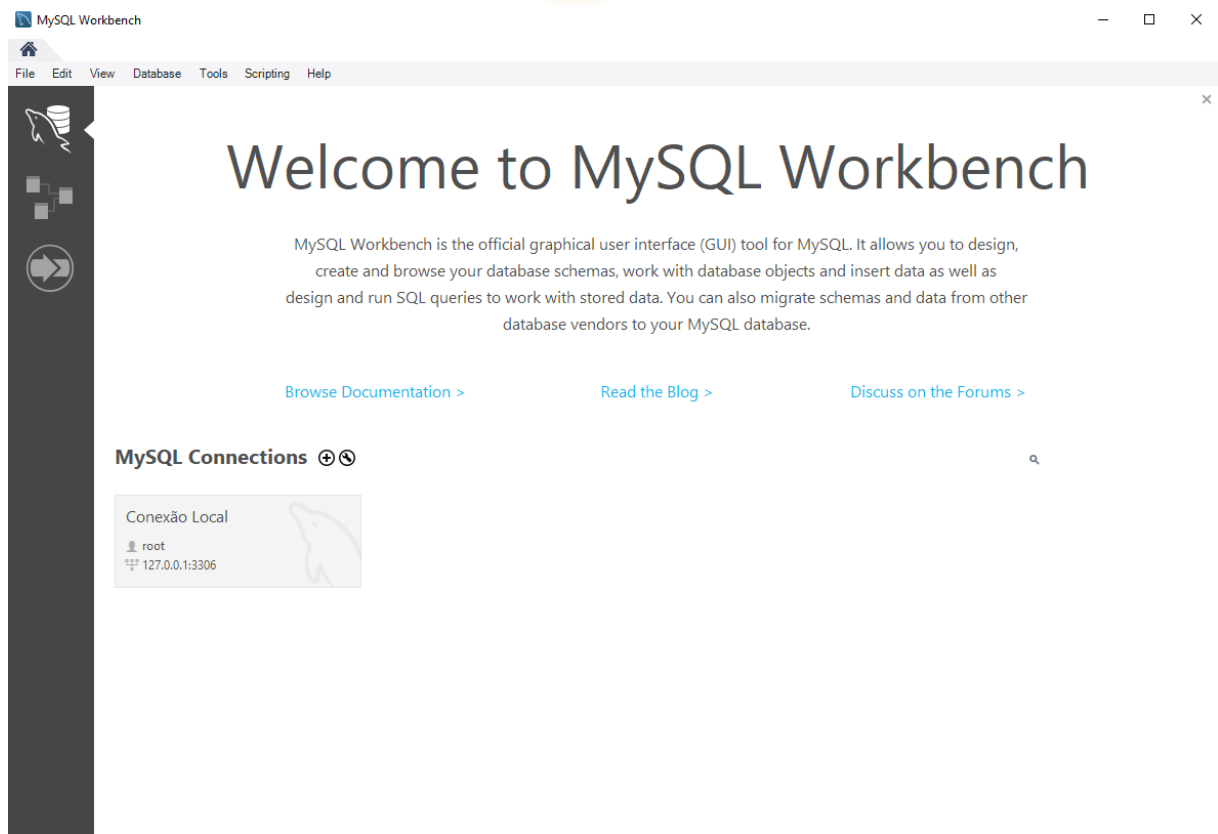 MySQL Workbench
File Edit View Database Tools Scripting Help
Welcome to MySQL Workbench
MySQL Workbench is the official graphical user interface (GUI) tool for MySQL. It allows you to design,
create and browse your database schemas, work with database objects and insert data as well as
design and run SQL queries to work with stored data. You can also migrate schemas and data from other
database vendors to your MySQL database.
Browse Documentation > Read the Blog > Discuss on the Forums >
MySQL Connections
Conexão Local
root
127.0.0.1:3306